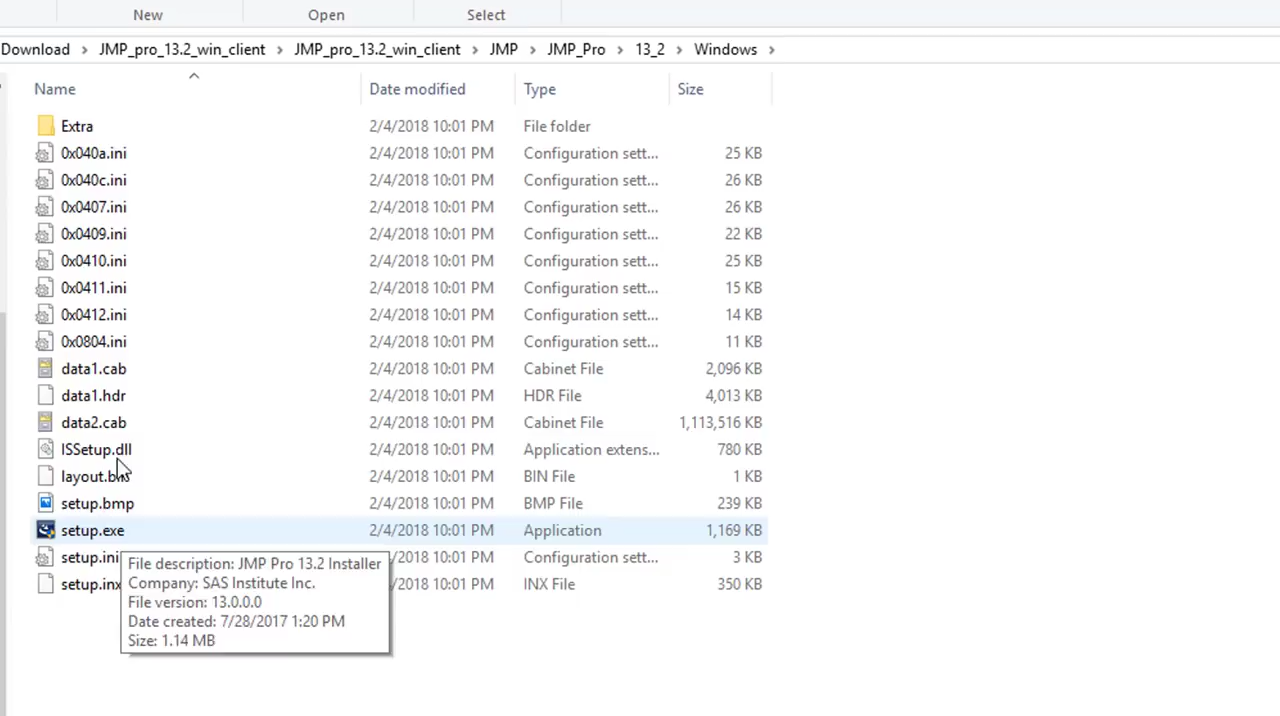 New Open Select
Download > JMP_pro_13.2_win_client > JMP_pro_13.2_win_client > JMP > JMP_Pro > 13_2 > Windows >
Name Date modified Type Size
Extra 2/4/2018 10:01 PM File folder
0x040a.ini 2/4/2018 10:01 PM Configuration sett... 25 KB
0x040c.ini 2/4/2018 10:01 PM Configuration sett... 26 KB
0x0407.ini 2/4/2018 10:01 PM Configuration sett... 26 KB
0x0409.ini 2/4/2018 10:01 PM Configuration sett... 22 KB
0x0410.ini 2/4/2018 10:01 PM Configuration sett... 25 KB
0x0411.ini 2/4/2018 10:01 PM Configuration sett... 15 KB
0x0412.ini 2/4/2018 10:01 PM Configuration sett... 14 KB
0x0804.ini 2/4/2018 10:01 PM Configuration sett... 11 KB
data1.cab 2/4/2018 10:01 PM Cabinet File 2,096 KB
data1.hdr 2/4/2018 10:01 PM HDR File 4,013 KB
data2.cab 2/4/2018 10:01 PM Cabinet File 1,113,516 KB
ISSetup.dll 2/4/2018 10:01 PM Application extens... 780 KB
layout.bin 2/4/2018 10:01 PM BIN File 1 KB
setup.bmp 2/4/2018 10:01 PM BMP File 239 KB
setup.exe 2/4/2018 10:01 PM Application 1,169 KB
setup.ini /4/2018 10:01 PM Configuration sett... 3 KB
setup.inx /4/2018 10:01 PM INX File 350 KB
File description: JMP Pro 13.2 Installer
Company: SAS Institute Inc.
File version: 13.0.0.0
Date created: 7/28/2017 1:20 PM
Size: 1.14 MB